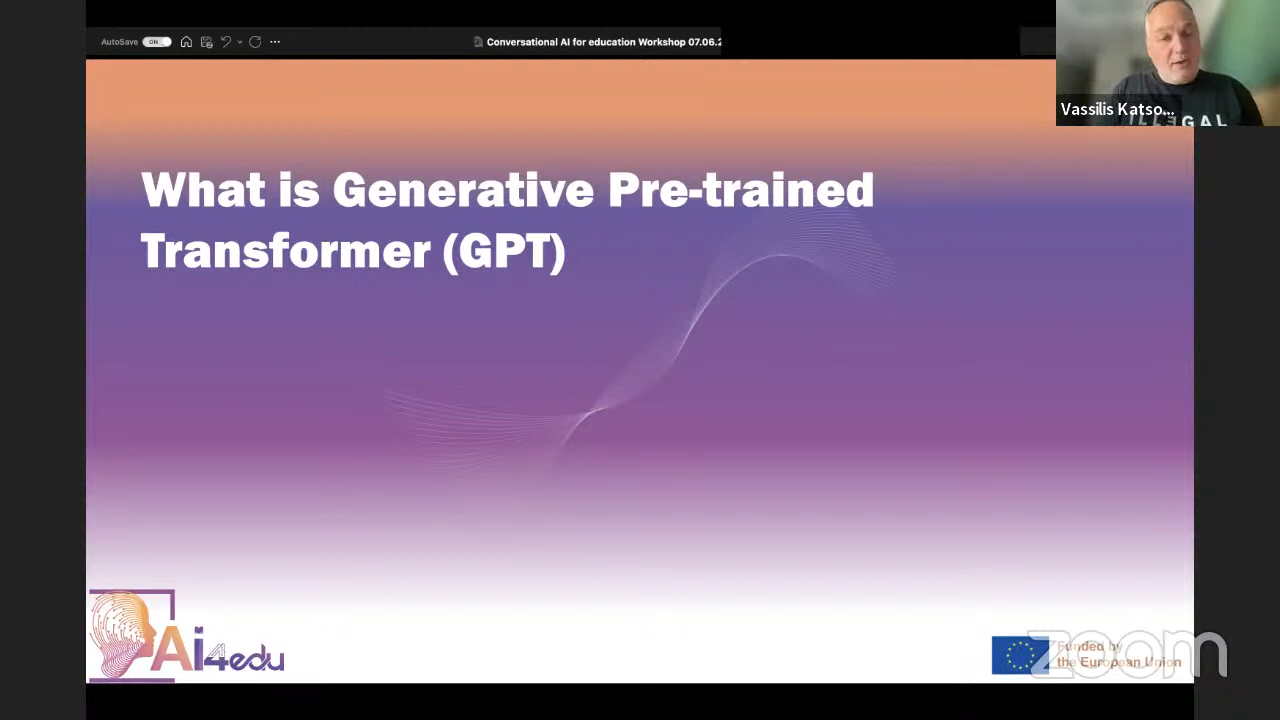 AutoSave ON
Conversational AI for education Workshop 07.06.2
Vassilis Katso...
ILLEGAL
What is Generative Pre-trained
Transformer (GPT)
Ai4edu
Funded by
the European Union
zoom